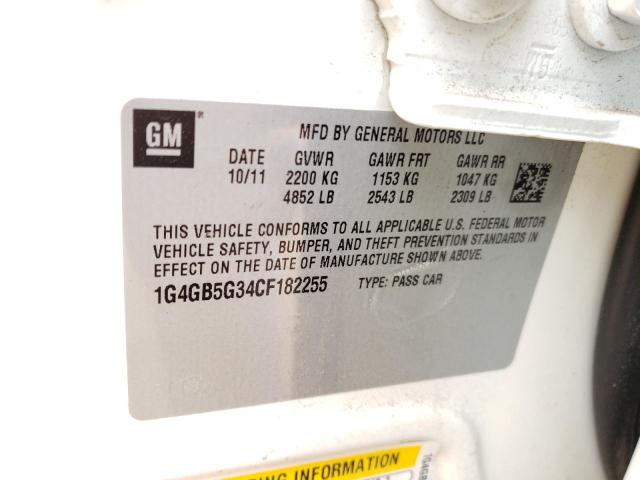 GM
MFD BY GENERAL MOTORS LLC
DATE GVWR GAWR FRT GAWR RR
10/11 2200 KG 1153 KG 1047 KG
4852 LB 2543 LB 2309 LB
THIS VEHICLE CONFORMS TO ALL APPLICABLE U.S. FEDERAL MOTOR
VEHICLE SAFETY, BUMPER, AND THEFT PREVENTION STANDARDS IN
EFFECT ON THE DATE OF MANUFACTURE SHOWN ABOVE.
1G4GB5G34CF182255 TYPE: PASS CAR
ING INFORMATION